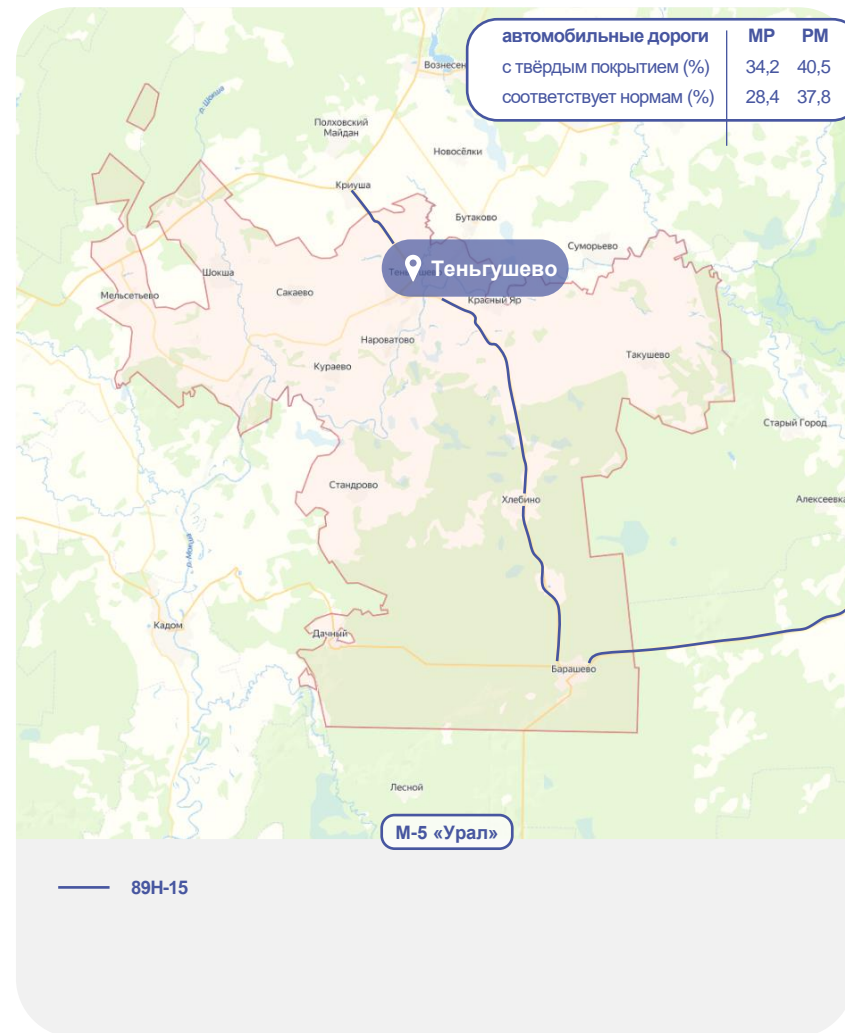 автомобильные дороги МР РМ
с твёрдым покрытием (%) 34,2 40,5
соответствует нормам (%) 28,4 37,8
Вознесен
р. Шокша
Полховский
Майдан
Новосёлки
Криуша
Бутаково
Суморьево
Теньгушево
Шокша
Мельсетьево
Сакаево
Красный Яр
Нароватово
Кураево
Такушево
Старый Город
Стандрово
Хлебино
Алексеевка
р. Мокша
Кадом
Дачный
Барашево
Лесной
М-5 «Урал»
89Н-15